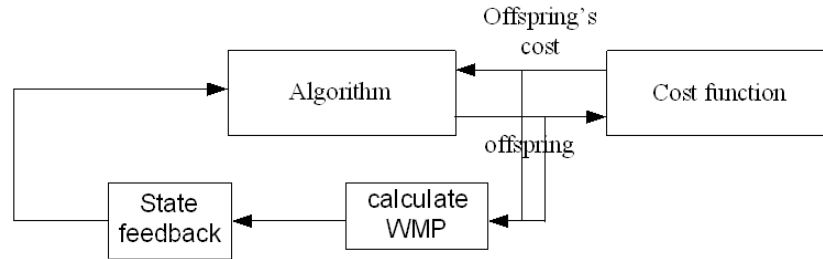 Offspring's
cost
Algorithm
Cost function
offspring
State
feedback
calculate
WMP